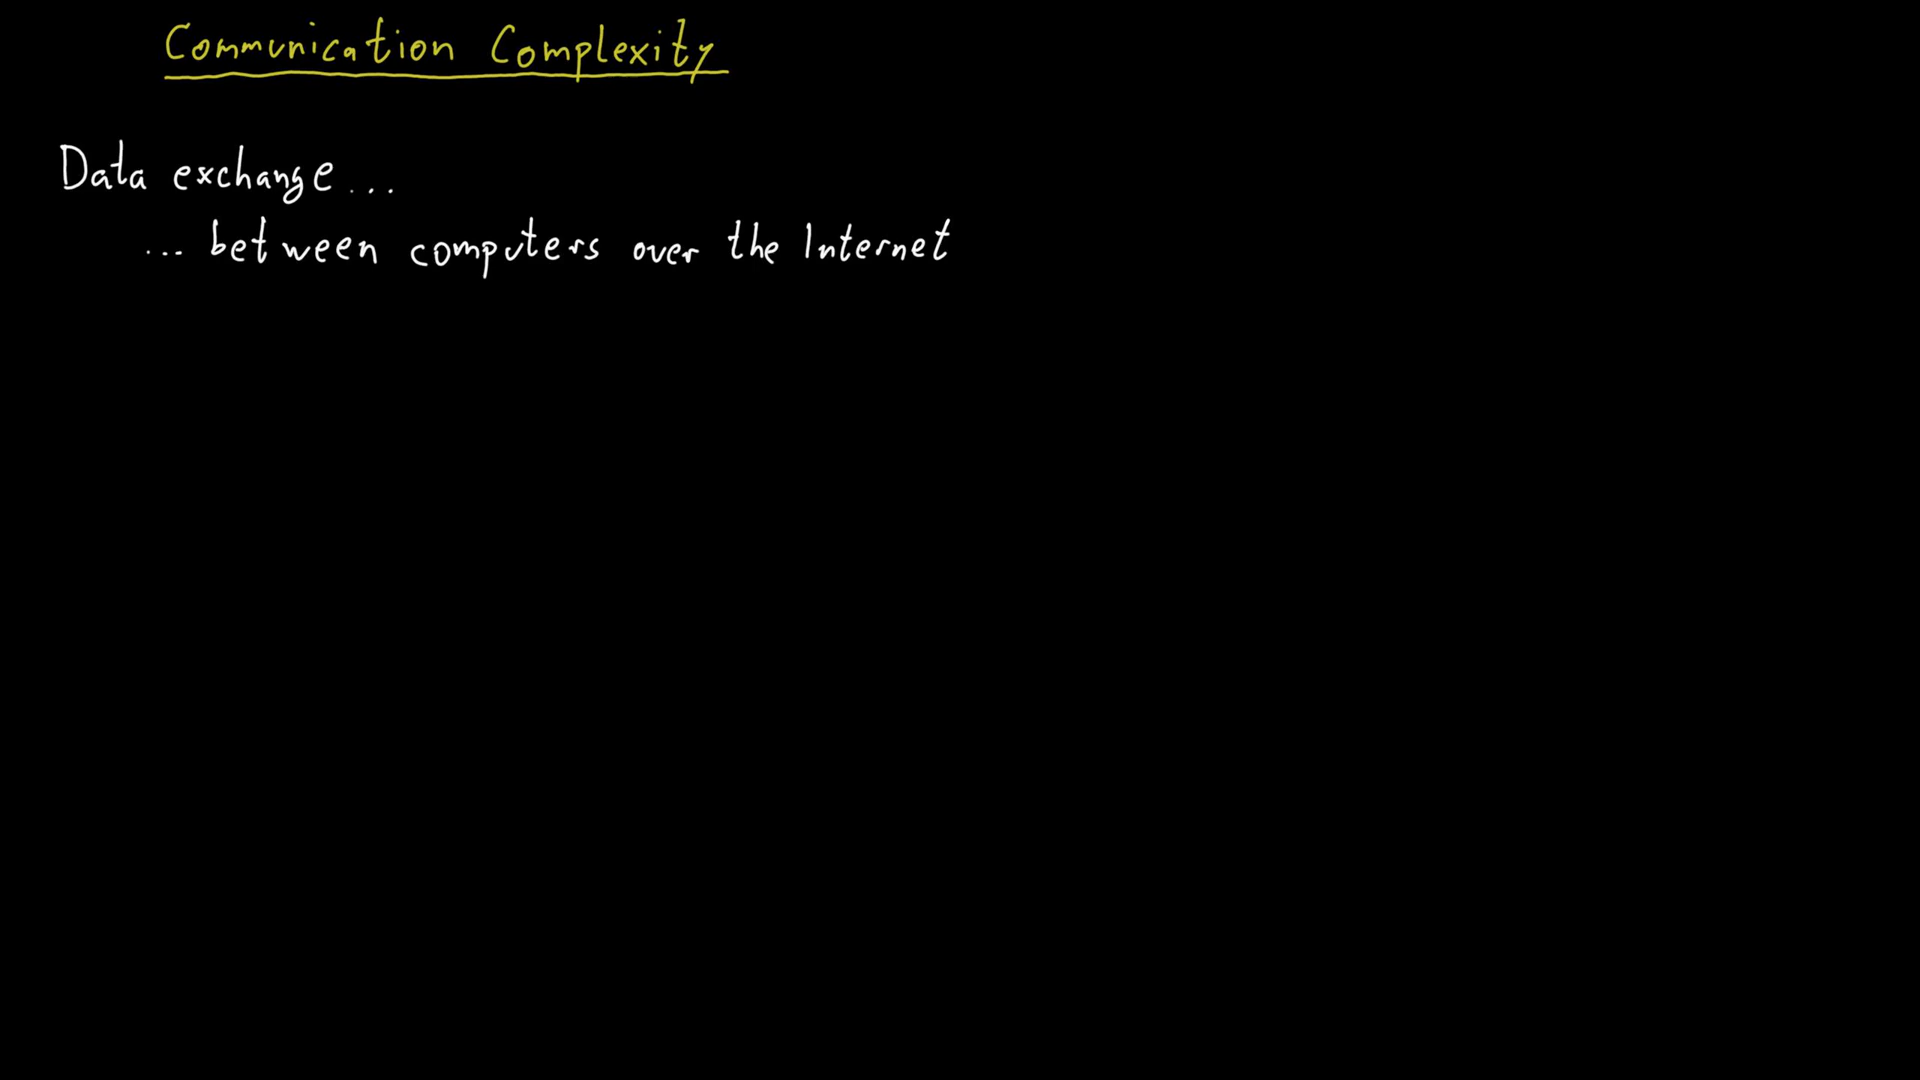 Communication Complexity
Data exchange...
... between computers over the Internet